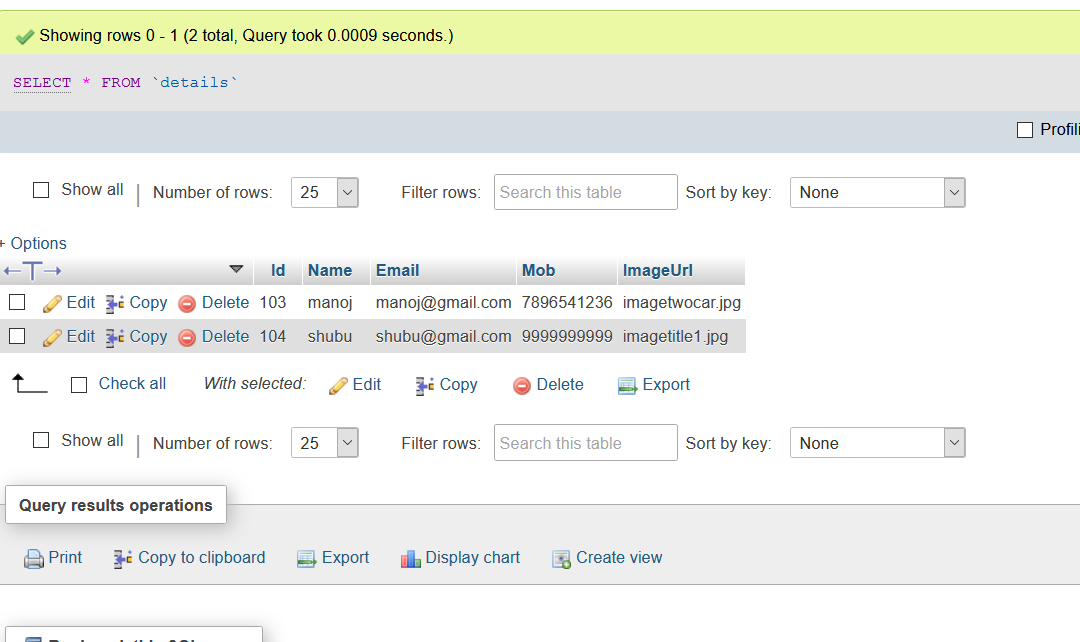 Showing rows 0 - 1 (2 total, Query took 0.0009 seconds.)
SELECT * FROM `details`
Profili
Show all | Number of rows: 25 Filter rows: Search this table Sort by key: None
+ Options
←T→ Id Name Email Mob ImageUrl
Edit Copy Delete 103 manoj manoj@gmail.com 7896541236 imagetwocar.jpg
Edit Copy Delete 104 shubu shubu@gmail.com 9999999999 imagetitle1.jpg
Check all With selected: Edit Copy Delete Export
Show all | Number of rows: 25 Filter rows: Search this table Sort by key: None
Query results operations
Print Copy to clipboard Export Display chart Create view